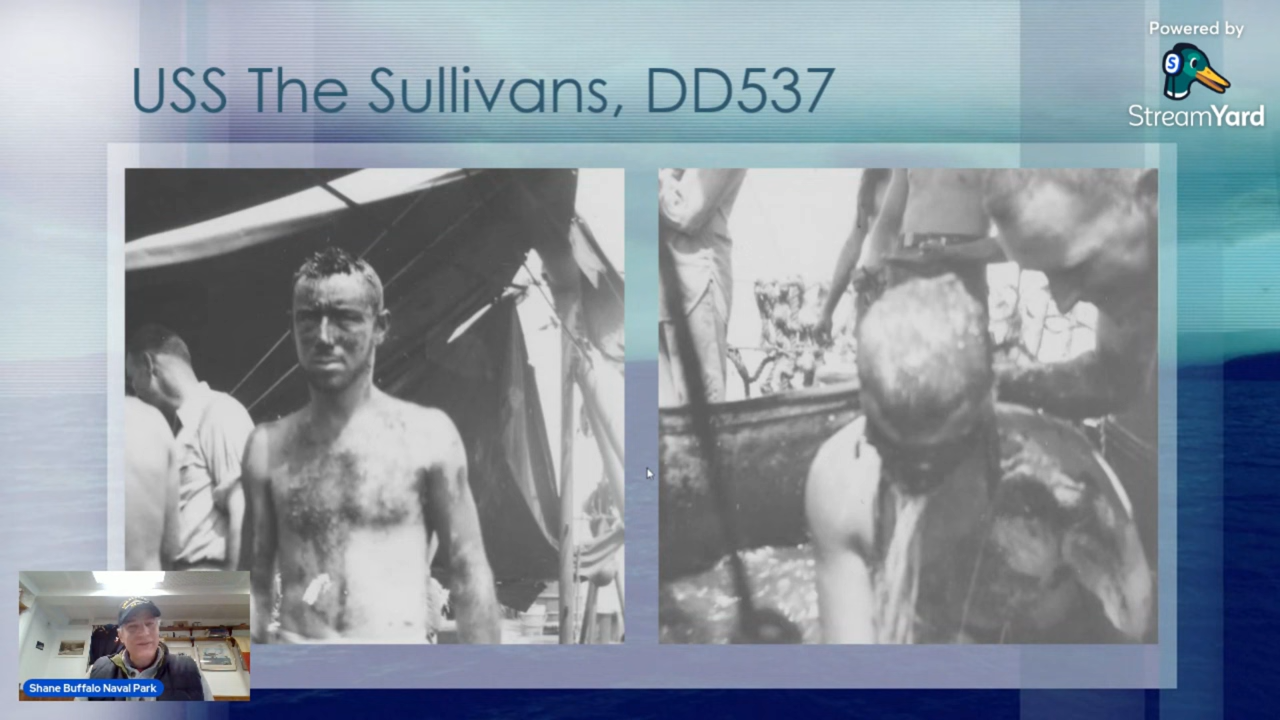 USS The Sullivans, DD537
Powered by
S
StreamYard
Shane Buffalo Naval Park